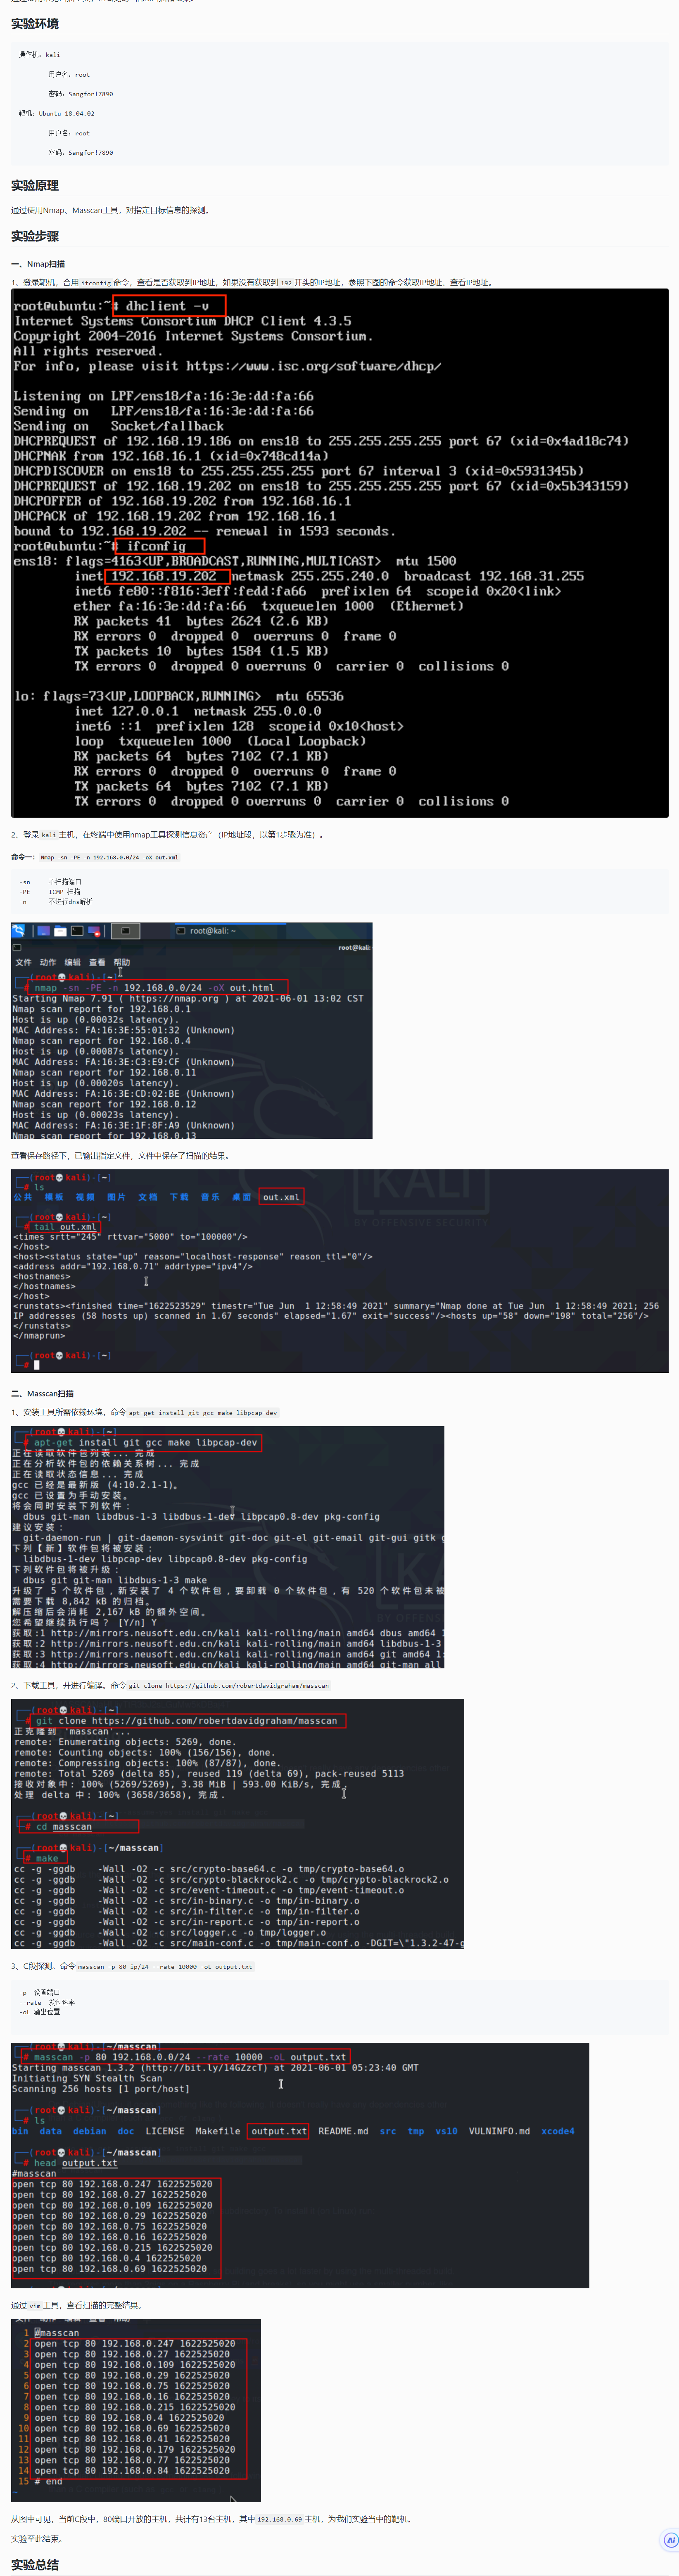 实验环境
操作机：kali
用户名：root
密码：Sangfor!7890
靶机：Ubuntu 18.04.02
用户名：root
密码：Sangfor!7890
实验原理
通过使用Nmap、Masscan工具，对指定目标信息的探测。
实验步骤
一、Nmap扫描
1、登录靶机，合用 ifconfig 命令，查看是否获取到IP地址，如果没有获取到 192 开头的IP地址，参照下图的命令获取IP地址、查看IP地址。
root@ubuntu:~# dhclient -v
Internet Systems Consortium DHCP Client 4.3.5
Copyright 2004-2016 Internet Systems Consortium.
All rights reserved.
For info, please visit https://www.isc.org/software/dhcp/
Listening on LPF/ens18/fa:16:3e:dd:fa:66
Sending on   LPF/ens18/fa:16:3e:dd:fa:66
Sending on   Socket/fallback
DHCPREQUEST of 192.168.19.186 on ens18 to 255.255.255.255 port 67 (xid=0x4ad18c74)
DHCPNAK from 192.168.16.1 (xid=0x748cd14a)
DHCPDISCOVER on ens18 to 255.255.255.255 port 67 interval 3 (xid=0x5931345b)
DHCPREQUEST of 192.168.19.202 on ens18 to 255.255.255.255 port 67 (xid=0x5b343159)
DHCPOFFER of 192.168.19.202 from 192.168.16.1
DHCPACK of 192.168.19.202 from 192.168.16.1
bound to 192.168.19.202 -- renewal in 1593 seconds.
root@ubuntu:~# ifconfig
ens18: flags=4163<UP,BROADCAST,RUNNING,MULTICAST>  mtu 1500
inet 192.168.19.202  netmask 255.255.240.0  broadcast 192.168.31.255
inet6 fe80::f816:3eff:fedd:fa66  prefixlen 64  scopeid 0x20<link>
ether fa:16:3e:dd:fa:66  txqueuelen 1000  (Ethernet)
RX packets 41  bytes 2624 (2.6 KB)
RX errors 0  dropped 0  overruns 0  frame 0
TX packets 10  bytes 1584 (1.5 KB)
TX errors 0  dropped 0 overruns 0  carrier 0  collisions 0
lo: flags=73<UP,LOOPBACK,RUNNING>  mtu 65536
inet 127.0.0.1  netmask 255.0.0.0
inet6 ::1  prefixlen 128  scopeid 0x10<host>
loop  txqueuelen 1000  (Local Loopback)
RX packets 64  bytes 7102 (7.1 KB)
RX errors 0  dropped 0  overruns 0  frame 0
TX packets 64  bytes 7102 (7.1 KB)
TX errors 0  dropped 0 overruns 0  carrier 0  collisions 0
2、登录 kali 主机，在终端中使用nmap工具探测信息资产（IP地址段，以第1步骤为准）。
命令一： Nmap -sn -PE -n 192.168.0.0/24 -oX out.xml
-sn     不扫描端口
-PE     ICMP 扫描
-n      不进行dns解析
root@kali: ~
root@kali:
文件  动作  编辑  查看  帮助
┌──(root💀kali)-[~]
└─# nmap -sn -PE -n 192.168.0.0/24 -oX out.html
Starting Nmap 7.91 ( https://nmap.org ) at 2021-06-01 13:02 CST
Nmap scan report for 192.168.0.1
Host is up (0.00032s latency).
MAC Address: FA:16:3E:55:01:32 (Unknown)
Nmap scan report for 192.168.0.4
Host is up (0.00087s latency).
MAC Address: FA:16:3E:C3:E9:CF (Unknown)
Nmap scan report for 192.168.0.11
Host is up (0.00020s latency).
MAC Address: FA:16:3E:CD:02:BE (Unknown)
Nmap scan report for 192.168.0.12
Host is up (0.00023s latency).
MAC Address: FA:16:3E:1F:8F:A9 (Unknown)
Nmap scan report for 192.168.0.13
查看保存路径下，已输出指定文件，文件中保存了扫描的结果。
KALI
BY OFFENSIVE SECURITY
┌──(root💀kali)-[~]
└─# ls
公共  模板  视频  图片  文档  下载  音乐  桌面  out.xml
┌──(root💀kali)-[~]
└─# tail out.xml
<times srtt="245" rttvar="5000" to="100000"/>
</host>
<host><status state="up" reason="localhost-response" reason_ttl="0"/>
<address addr="192.168.0.71" addrtype="ipv4"/>
<hostnames>
</hostnames>
</host>
<runstats><finished time="1622523529" timestr="Tue Jun  1 12:58:49 2021" summary="Nmap done at Tue Jun  1 12:58:49 2021; 256
IP addresses (58 hosts up) scanned in 1.67 seconds" elapsed="1.67" exit="success"/><hosts up="58" down="198" total="256"/>
</runstats>
</nmaprun>
┌──(root💀kali)-[~]
└─#
二、Masscan扫描
1、安装工具所需依赖环境，命令 apt-get install git gcc make libpcap-dev
┌──(root💀kali)-[~]
└─# apt-get install git gcc make libpcap-dev
正在读取软件包列表... 完成
正在分析软件包的依赖关系树... 完成
正在读取状态信息... 完成
gcc 已经是最新版 (4:10.2.1-1)。
gcc 已设置为手动安装。
将会同时安装下列软件：
dbus git-man libdbus-1-3 libdbus-1-dev libpcap0.8-dev pkg-config
建议安装：
git-daemon-run | git-daemon-sysvinit git-doc git-el git-email git-gui gitk g
下列【新】软件包将被安装：
libdbus-1-dev libpcap-dev libpcap0.8-dev pkg-config
下列软件包将被升级：
dbus git git-man libdbus-1-3 make
升级了 5 个软件包，新安装了 4 个软件包，要卸载 0 个软件包，有 520 个软件包未被
需要下载 8,842 kB 的归档。
解压缩后会消耗 2,167 kB 的额外空间。
您希望继续执行吗？ [Y/n] Y
获取:1 http://mirrors.neusoft.edu.cn/kali kali-rolling/main amd64 dbus amd64 1
获取:2 http://mirrors.neusoft.edu.cn/kali kali-rolling/main amd64 libdbus-1-3
获取:3 http://mirrors.neusoft.edu.cn/kali kali-rolling/main amd64 git amd64 1:
获取:4 http://mirrors.neusoft.edu.cn/kali kali-rolling/main amd64 git-man all
2、下载工具，并进行编译。命令 git clone https://github.com/robertdavidgraham/masscan
┌──(root💀kali)-[~]
└─# git clone https://github.com/robertdavidgraham/masscan
正克隆到 'masscan'...
remote: Enumerating objects: 5269, done.
remote: Counting objects: 100% (156/156), done.
remote: Compressing objects: 100% (87/87), done.
remote: Total 5269 (delta 85), reused 119 (delta 69), pack-reused 5113
接收对象中: 100% (5269/5269), 3.38 MiB | 593.00 KiB/s, 完成.
处理 delta 中: 100% (3658/3658), 完成.
┌──(root💀kali)-[~]
└─# cd masscan
┌──(root💀kali)-[~/masscan]
└─# make
cc -g -ggdb    -Wall -O2 -c src/crypto-base64.c -o tmp/crypto-base64.o
cc -g -ggdb    -Wall -O2 -c src/crypto-blackrock2.c -o tmp/crypto-blackrock2.o
cc -g -ggdb    -Wall -O2 -c src/event-timeout.c -o tmp/event-timeout.o
cc -g -ggdb    -Wall -O2 -c src/in-binary.c -o tmp/in-binary.o
cc -g -ggdb    -Wall -O2 -c src/in-filter.c -o tmp/in-filter.o
cc -g -ggdb    -Wall -O2 -c src/in-report.c -o tmp/in-report.o
cc -g -ggdb    -Wall -O2 -c src/logger.c -o tmp/logger.o
cc -g -ggdb    -Wall -O2 -c src/main-conf.c -o tmp/main-conf.o -DGIT=\"1.3.2-47-g
3、C段探测。命令 masscan -p 80 ip/24 --rate 10000 -oL output.txt
-p  设置端口
--rate  发包速率
-oL 输出位置
┌──(root💀kali)-[~/masscan]
└─# masscan -p 80 192.168.0.0/24 --rate 10000 -oL output.txt
Starting masscan 1.3.2 (http://bit.ly/14GZzcT) at 2021-06-01 05:23:40 GMT
Initiating SYN Stealth Scan
Scanning 256 hosts [1 port/host]
┌──(root💀kali)-[~/masscan]
└─# ls
bin  data  debian  doc  LICENSE  Makefile  output.txt  README.md  src  tmp  vs10  VULNINFO.md  xcode4
┌──(root💀kali)-[~/masscan]
└─# head output.txt
#masscan
open tcp 80 192.168.0.247 1622525020
open tcp 80 192.168.0.27 1622525020
open tcp 80 192.168.0.109 1622525020
open tcp 80 192.168.0.29 1622525020
open tcp 80 192.168.0.75 1622525020
open tcp 80 192.168.0.16 1622525020
open tcp 80 192.168.0.215 1622525020
open tcp 80 192.168.0.4 1622525020
open tcp 80 192.168.0.69 1622525020
通过 vim 工具，查看扫描的完整结果。
1 #masscan
2 open tcp 80 192.168.0.247 1622525020
3 open tcp 80 192.168.0.27 1622525020
4 open tcp 80 192.168.0.109 1622525020
5 open tcp 80 192.168.0.29 1622525020
6 open tcp 80 192.168.0.75 1622525020
7 open tcp 80 192.168.0.16 1622525020
8 open tcp 80 192.168.0.215 1622525020
9 open tcp 80 192.168.0.4 1622525020
10 open tcp 80 192.168.0.69 1622525020
11 open tcp 80 192.168.0.41 1622525020
12 open tcp 80 192.168.0.179 1622525020
13 open tcp 80 192.168.0.77 1622525020
14 open tcp 80 192.168.0.84 1622525020
15 # end
~
从图中可见，当前C段中，80端口开放的主机，共计有13台主机，其中 192.168.0.69 主机，为我们实验当中的靶机。
实验至此结束。
实验总结